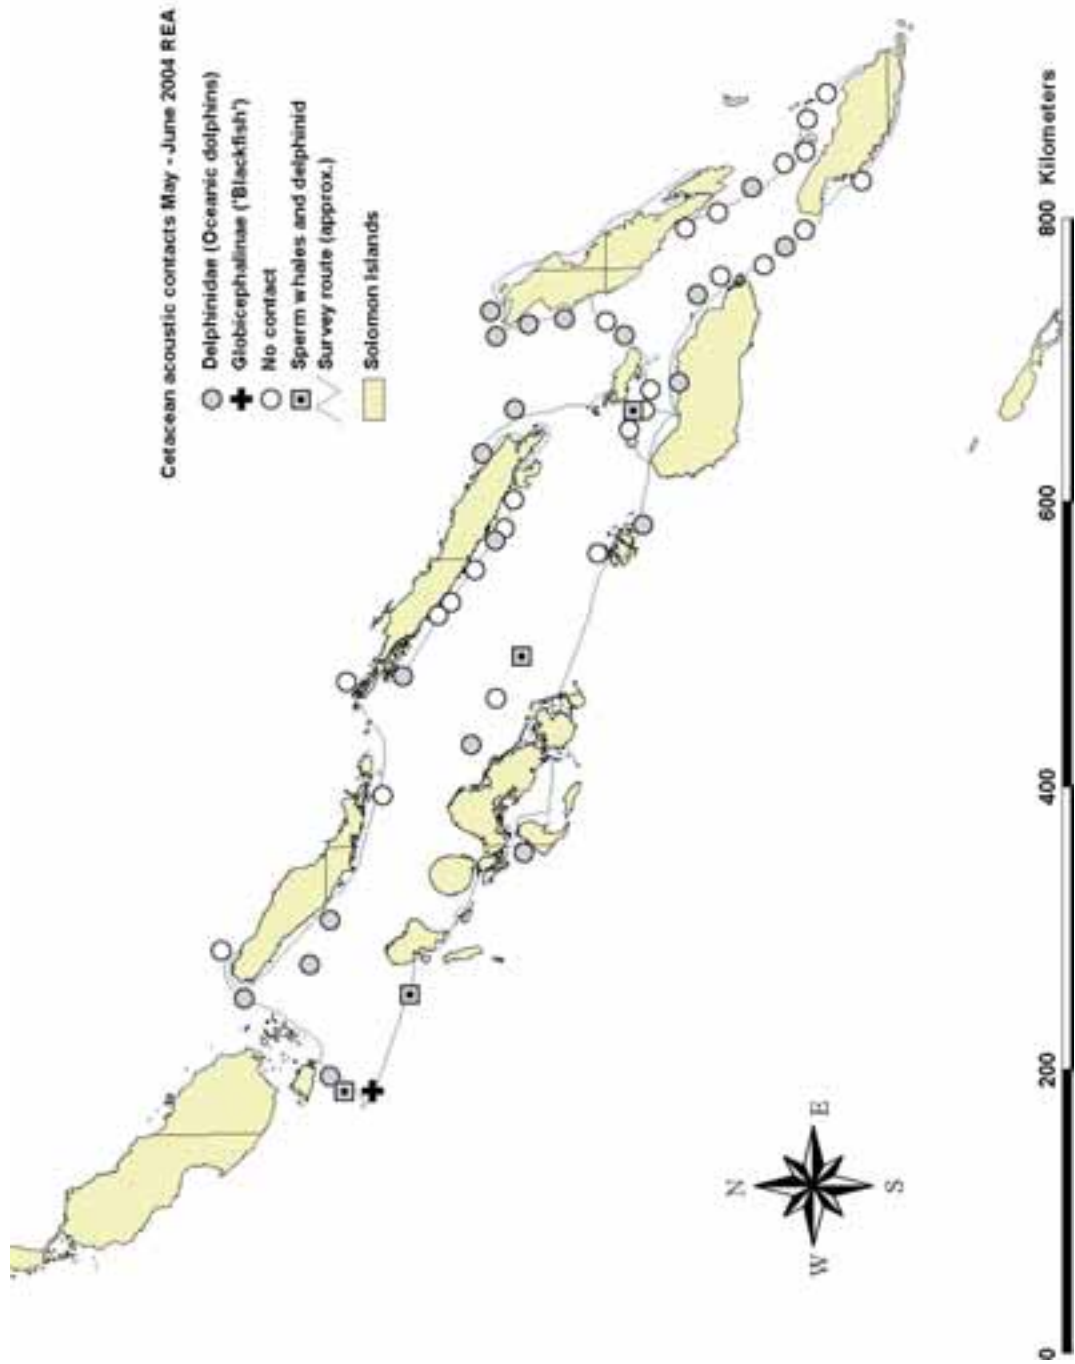 Cetacean acoustic contacts May - June 2004 REA
Delphinidae (Oceanic dolphins)
Globicephalinae ('Blackfish')
No contact
Sperm whales and delphinid
Survey route (approx.)
Solomon Islands
N
W
E
S
0
200
400
600
800 Kilometers